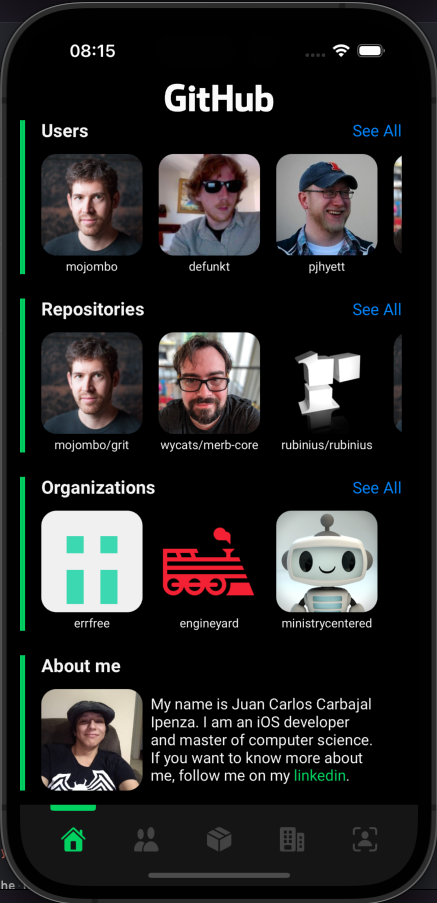 08:15
GitHub
Users See All
mojombo defunkt pjhyett
Repositories See All
mojombo/grit wycats/merb-core rubinius/rubinius
Organizations See All
errfree engineyard ministrycentered
About me
My name is Juan Carlos Carbajal
Ipenza. I am an iOS developer
and master of computer science.
If you want to know more about
me, follow me on my linkedin.